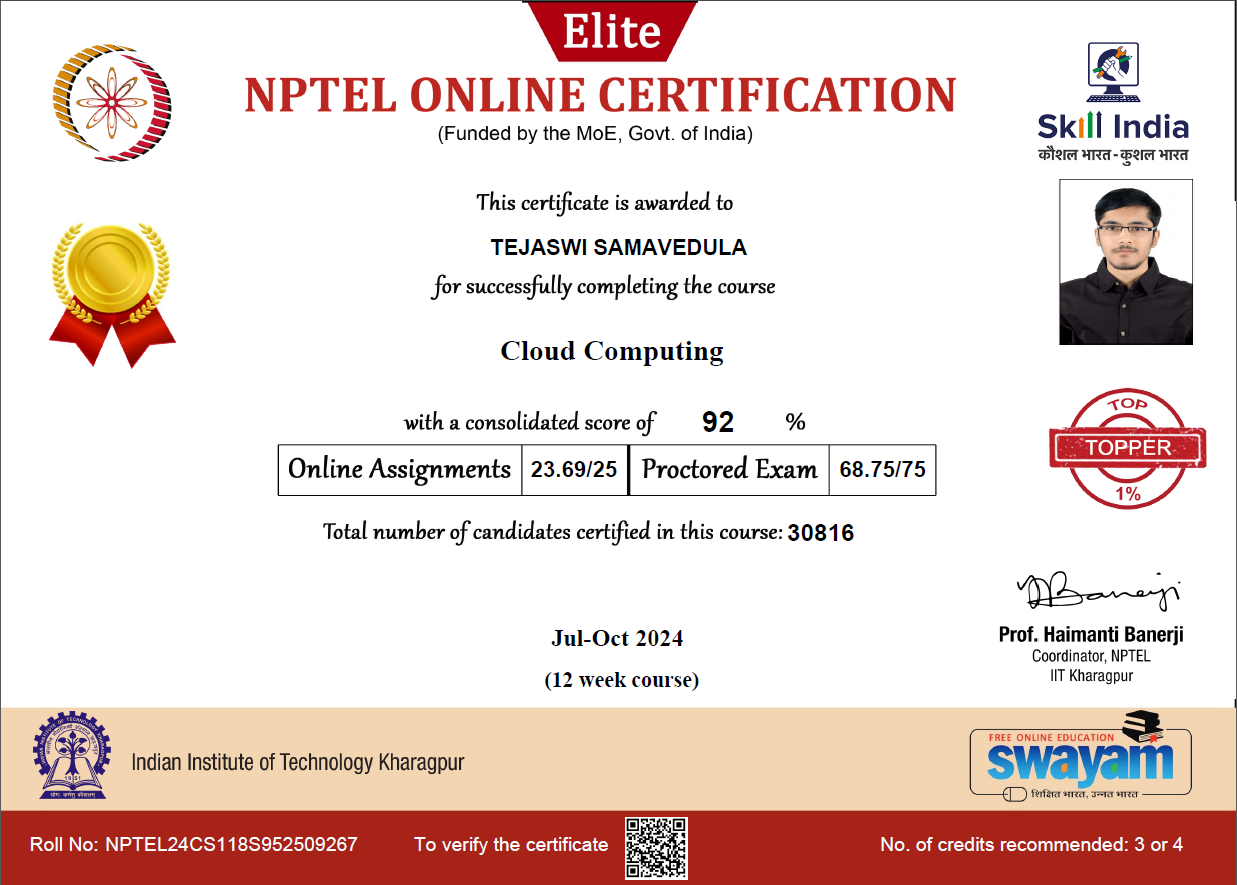 Elite
NPTEL ONLINE CERTIFICATION
(Funded by the MoE, Govt. of India)
Skill India
कौशल भारत - कुशल भारत
This certificate is awarded to
TEJASWI SAMAVEDULA
for successfully completing the course
Cloud Computing
with a consolidated score of 92 %
Online Assignments 23.69/25 Proctored Exam 68.75/75
TOP
TOPPER
1%
Total number of candidates certified in this course: 30816
Banerji
Jul-Oct 2024
(12 week course)
Prof. Haimanti Banerji
Coordinator, NPTEL
IIT Kharagpur
1951
Indian Institute of Technology Kharagpur
FREE ONLINE EDUCATION
swayam
शिक्षित भारत, उन्नत भारत
Roll No: NPTEL24CS118S952509267
To verify the certificate
No. of credits recommended: 3 or 4